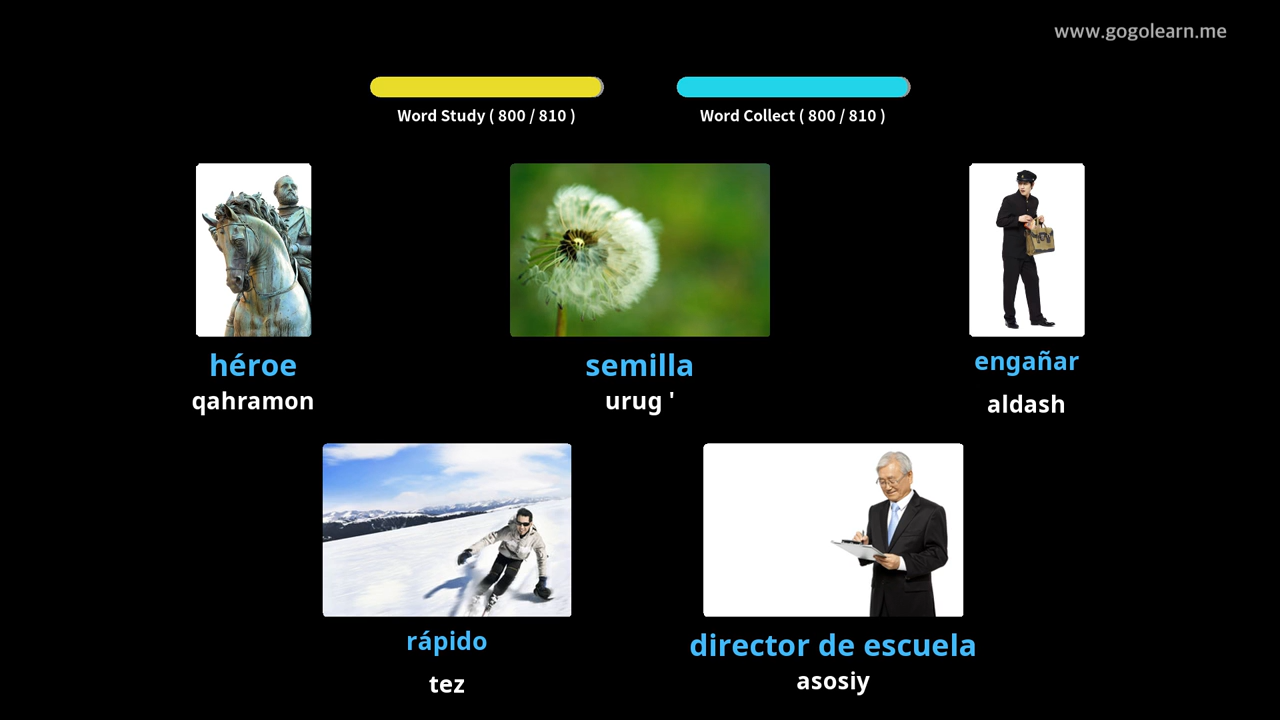 www.gogolearn.me
Word Study ( 800 / 810 )
Word Collect ( 800 / 810 )
héroe
qahramon
semilla
urug '
engañar
aldash
rápido
tez
director de escuela
asosiy